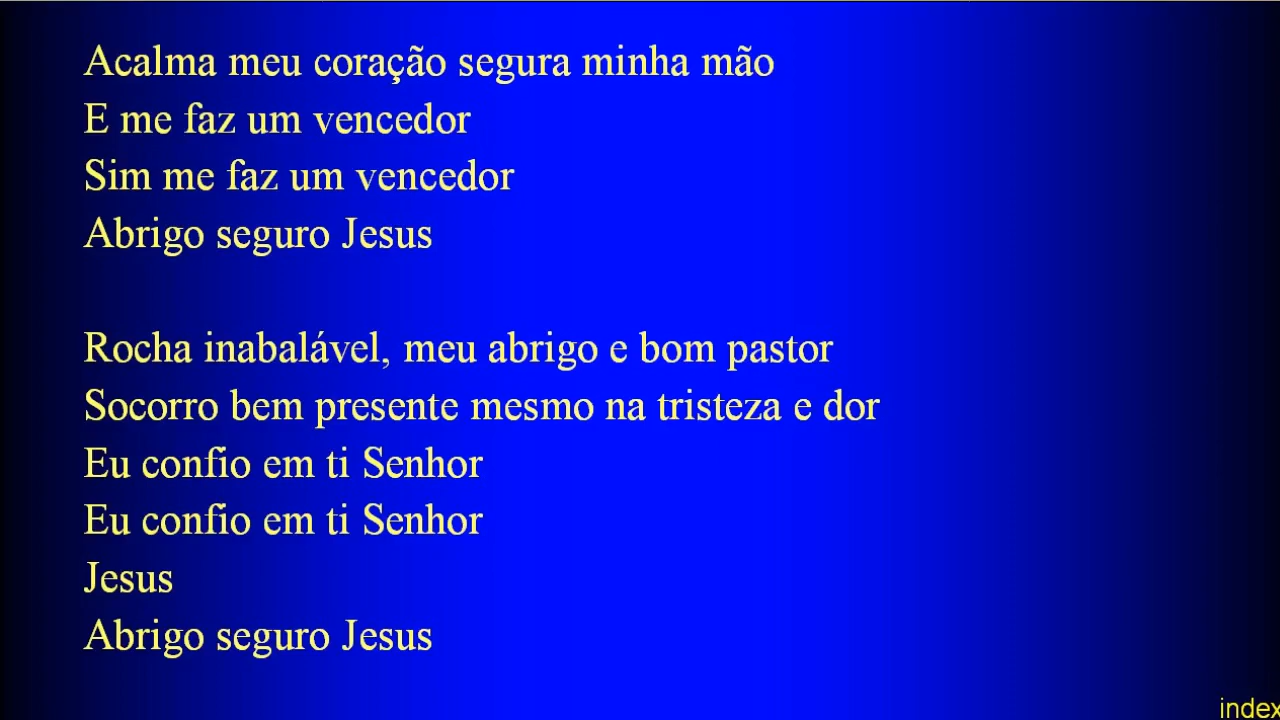 Acalma meu coração segura minha mão
E me faz um vencedor
Sim me faz um vencedor
Abrigo seguro Jesus
Rocha inabalável, meu abrigo e bom pastor
Socorro bem presente mesmo na tristeza e dor
Eu confio em ti Senhor
Eu confio em ti Senhor
Jesus
Abrigo seguro Jesus
index